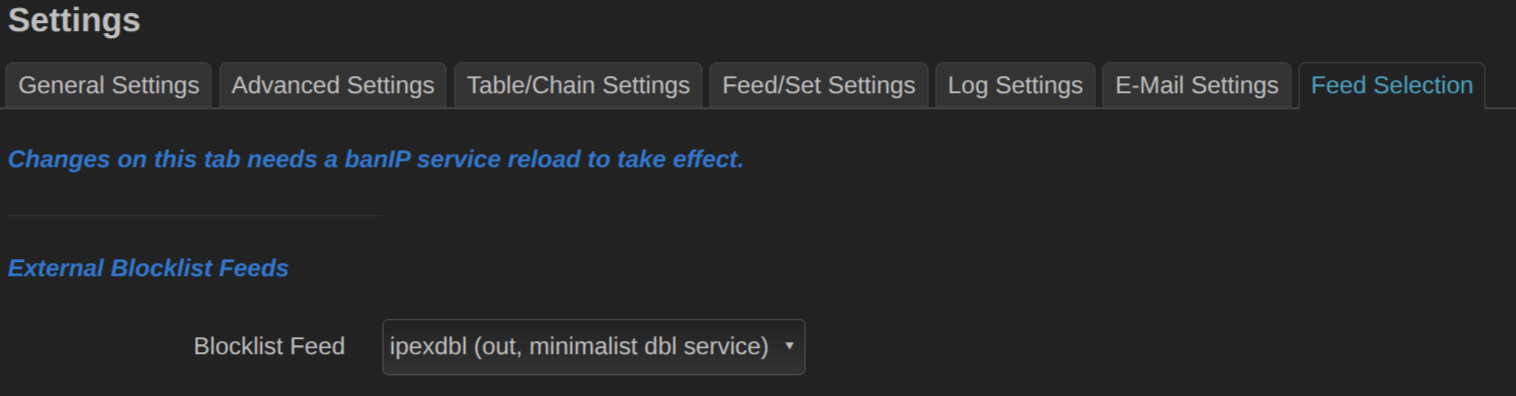 Settings
General Settings Advanced Settings Table/Chain Settings Feed/Set Settings Log Settings E-Mail Settings Feed Selection
Changes on this tab needs a banIP service reload to take effect.
External Blocklist Feeds
Blocklist Feed ipexdbl (out, minimalist dbl service)